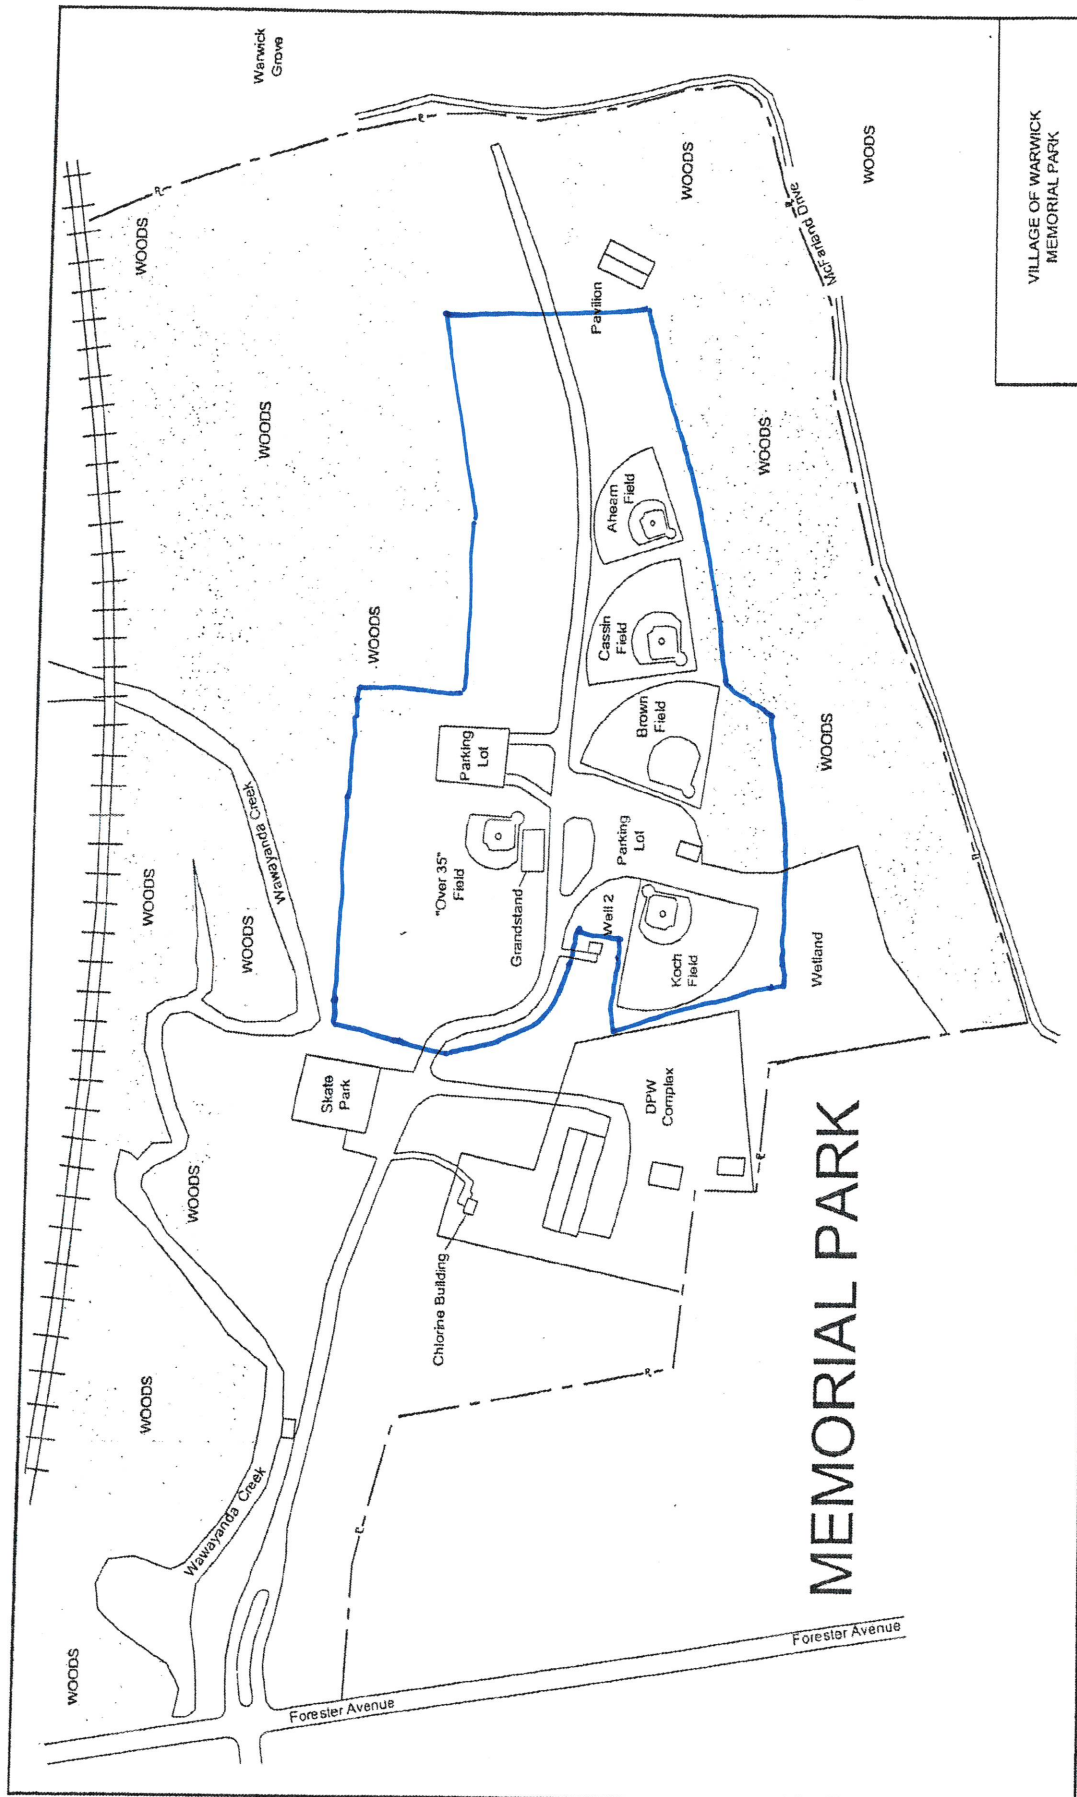 Warwick
Grove
VILLAGE OF WARWICK
MEMORIAL PARK
WOODS
WOODS
WOODS
McFarland Drive
WOODS
Pavilion
WOODS
WOODS
Ahearn
Field
WOODS
Cassin
Field
Brown
Field
WOODS
Parking
Lot
Wawayanda Creek
"Over 35"
Field
Parking
Lot
Grandstand
Well 2
Koch
Field
Wetland
WOODS
WOODS
Skate
Park
DPW
Complex
WOODS
Chlorine Building
WOODS
Wawayanda Creek
MEMORIAL PARK
WOODS
Forester Avenue
Forester Avenue